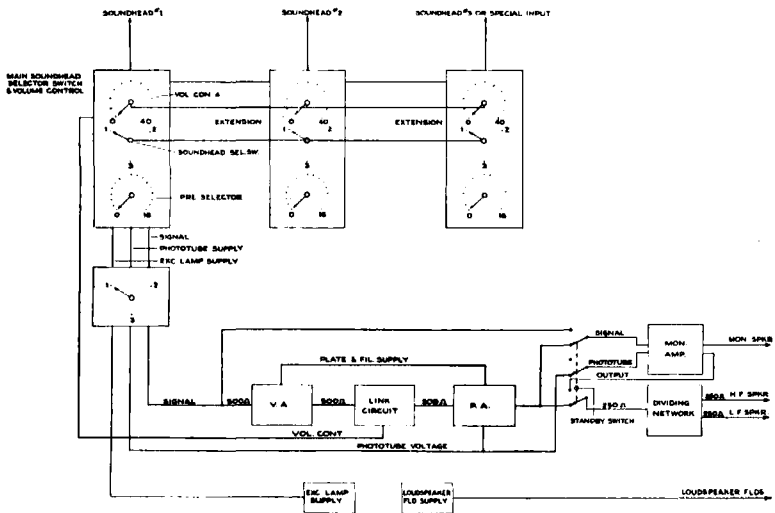 SOUNDHEAD #1
SOUNDHEAD #2
SOUNDHEAD #3 OR SPECIAL INPUT
MAIN SOUNDHEAD
SELECTOR SWITCH
& VOLUME CONTROL
VOL CON 4
0 40
1 2
EXTENSION
0 40
1 2
EXTENSION
0 40
1 2
SOUNDHEAD SEL.SW.
3
3
3
PRE SELECTOR
0 16
0 16
0 16
SIGNAL
PHOTOTUBE SUPPLY
EXC LAMP SUPPLY
1 2
3
SIGNAL
MON.
AMP.
MON SPKR
PHOTOTUBE
PLATE & FIL. SUPPLY
OUTPUT
SIGNAL
500Ω
V.A.
500Ω
LINK
CIRCUIT
500Ω
P.A.
250Ω
STANDBY SWITCH
DIVIDING
NETWORK
250Ω H F SPKR
250Ω L F SPKR
VOL. CONT
PHOTOTUBE VOLTAGE
EXC LAMP
SUPPLY
LOUDSPEAKER
FLD SUPPLY
LOUDSPEAKER FLDS